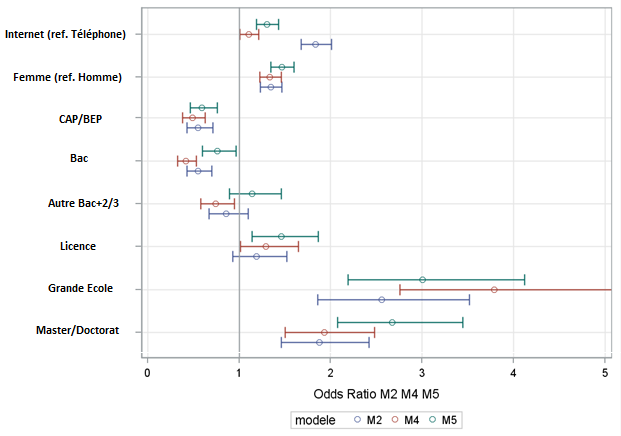 Internet (ref. Téléphone)
Femme (ref. Homme)
CAP/BEP
Bac
Autre Bac+2/3
Licence
Grande Ecole
Master/Doctorat
0 1 2 3 4 5
Odds Ratio M2 M4 M5
modele M2 M4 M5